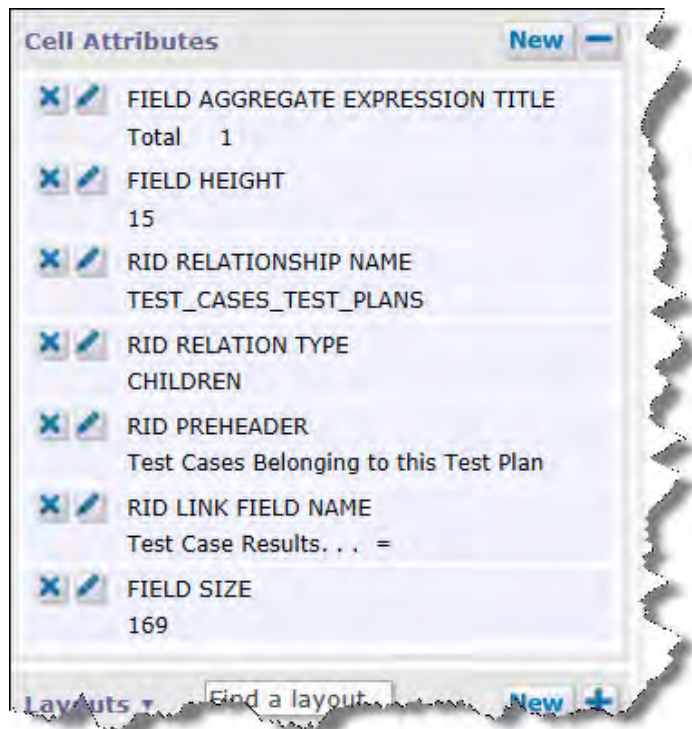 Cell Attributes New
FIELD AGGREGATE EXPRESSION TITLE
Total 1
FIELD HEIGHT
15
RID RELATIONSHIP NAME
TEST_CASES_TEST_PLANS
RID RELATION TYPE
CHILDREN
RID PREHEADER
Test Cases Belonging to this Test Plan
RID LINK FIELD NAME
Test Case Results. . . =
FIELD SIZE
169
Layouts Find a layout New